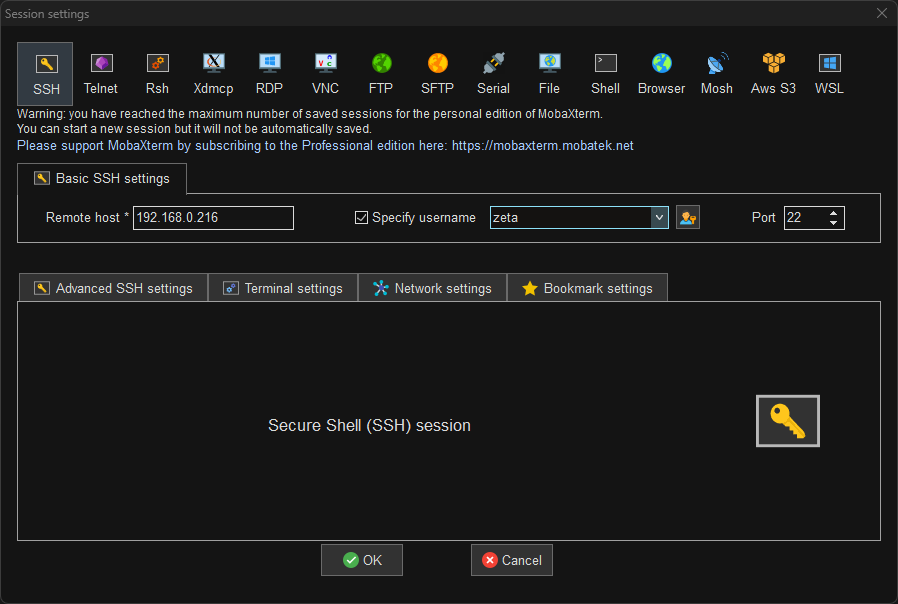 Session settings
SSH Telnet Rsh Xdmcp RDP VNC FTP SFTP Serial File Shell Browser Mosh Aws S3 WSL
Warning: you have reached the maximum number of saved sessions for the personal edition of MobaXterm.
You can start a new session but it will not be automatically saved.
Please support MobaXterm by subscribing to the Professional edition here: https://mobaxterm.mobatek.net
Basic SSH settings
Remote host * 192.168.0.216 Specify username zeta Port 22
Advanced SSH settings Terminal settings Network settings Bookmark settings
Secure Shell (SSH) session
OK Cancel